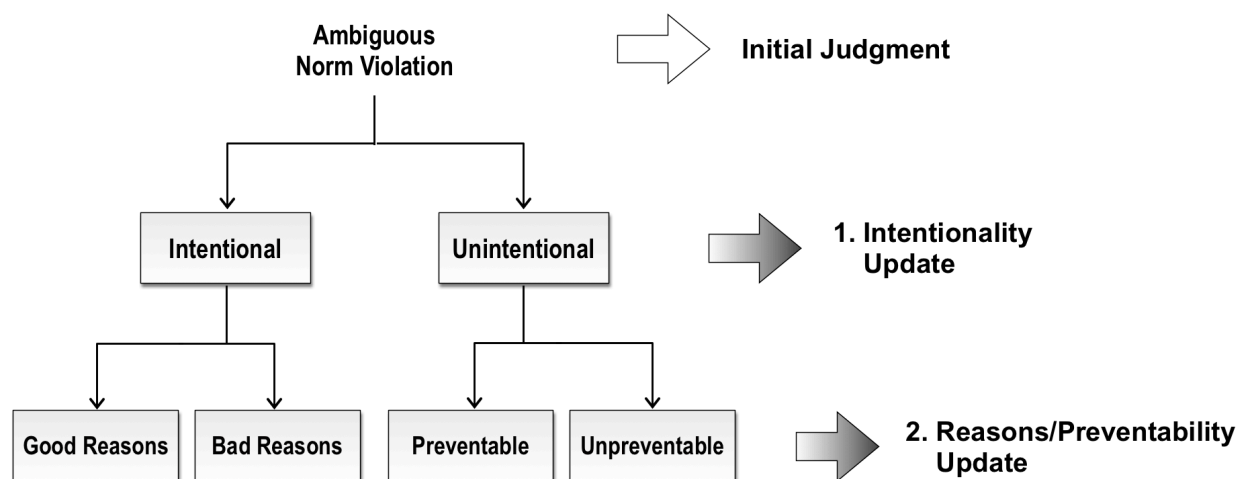 Ambiguous
Norm Violation
Initial Judgment
Intentional
Unintentional
1. Intentionality
Update
Good Reasons
Bad Reasons
Preventable
Unpreventable
2. Reasons/Preventability
Update